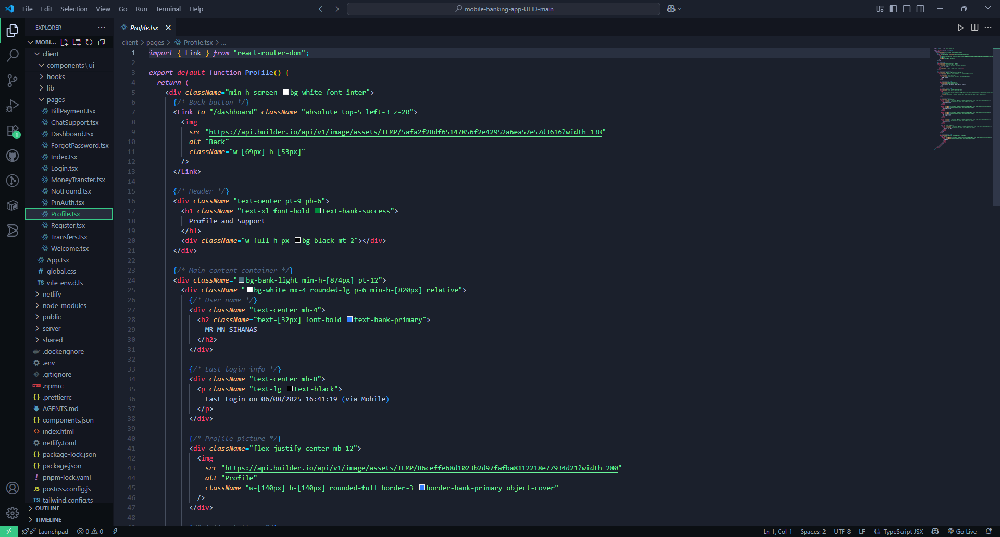 File Edit Selection View Go Run Terminal Help
mobile-banking-app-UEID-main
EXPLORER
MOBI...
client
components\ui
hooks
lib
pages
BillPayment.tsx
ChatSupport.tsx
Dashboard.tsx
ForgotPassword.tsx
Index.tsx
Login.tsx
MoneyTransfer.tsx
NotFound.tsx
PinAuth.tsx
Profile.tsx
Register.tsx
Transfers.tsx
Welcome.tsx
App.tsx
# global.css
TS vite-env.d.ts
netlify
node_modules
public
server
shared
.dockerignore
.env
.gitignore
.npmrc
{} .prettierrc
AGENTS.md
{} components.json
<> index.html
netlify.toml
{} package-lock.json
{} package.json
! pnpm-lock.yaml
JS postcss.config.js
TS tailwind.config.ts
OUTLINE
TIMELINE
1
Profile.tsx
client > pages > Profile.tsx > ...
1 import { Link } from "react-router-dom";
2
3 export default function Profile() {
4 return (
5 <div className="min-h-screen bg-white font-inter">
6 {/* Back button */}
7 <Link to="/dashboard" className="absolute top-5 left-3 z-20">
8 <img
9 src="https://api.builder.io/api/v1/image/assets/TEMP/5afa2f28df65147856f2e42952a6ea57e57d3616?width=138"
10 alt="Back"
11 className="w-[69px] h-[53px]"
12 />
13 </Link>
14
15 {/* Header */}
16 <div className="text-center pt-9 pb-6">
17 <h1 className="text-xl font-bold text-bank-success">
18 Profile and Support
19 </h1>
20 <div className="w-full h-px bg-black mt-2"></div>
21 </div>
22
23 {/* Main content container */}
24 <div className="bg-bank-light min-h-[874px] pt-12">
25 <div className="bg-white mx-4 rounded-lg p-6 min-h-[820px] relative">
26 {/* User name */}
27 <div className="text-center mb-4">
28 <h2 className="text-[32px] font-bold text-bank-primary">
29 MR MN SIHANAS
30 </h2>
31 </div>
32
33 {/* Last login info */}
34 <div className="text-center mb-8">
35 <p className="text-lg text-black">
36 Last Login on 06/08/2025 16:41:19 (via Mobile)
37 </p>
38 </div>
39
40 {/* Profile picture */}
41 <div className="flex justify-center mb-12">
42 <img
43 src="https://api.builder.io/api/v1/image/assets/TEMP/86ceffe68d1023b2d97fafba8112218e77934d21?width=280"
44 alt="Profile"
45 className="w-[140px] h-[140px] rounded-full border-3 border-bank-primary object-cover"
46 />
47 </div>
48
Launchpad 0 0
Ln 1, Col 1 Spaces: 2 UTF-8 LF {} TypeScript JSX Go Live